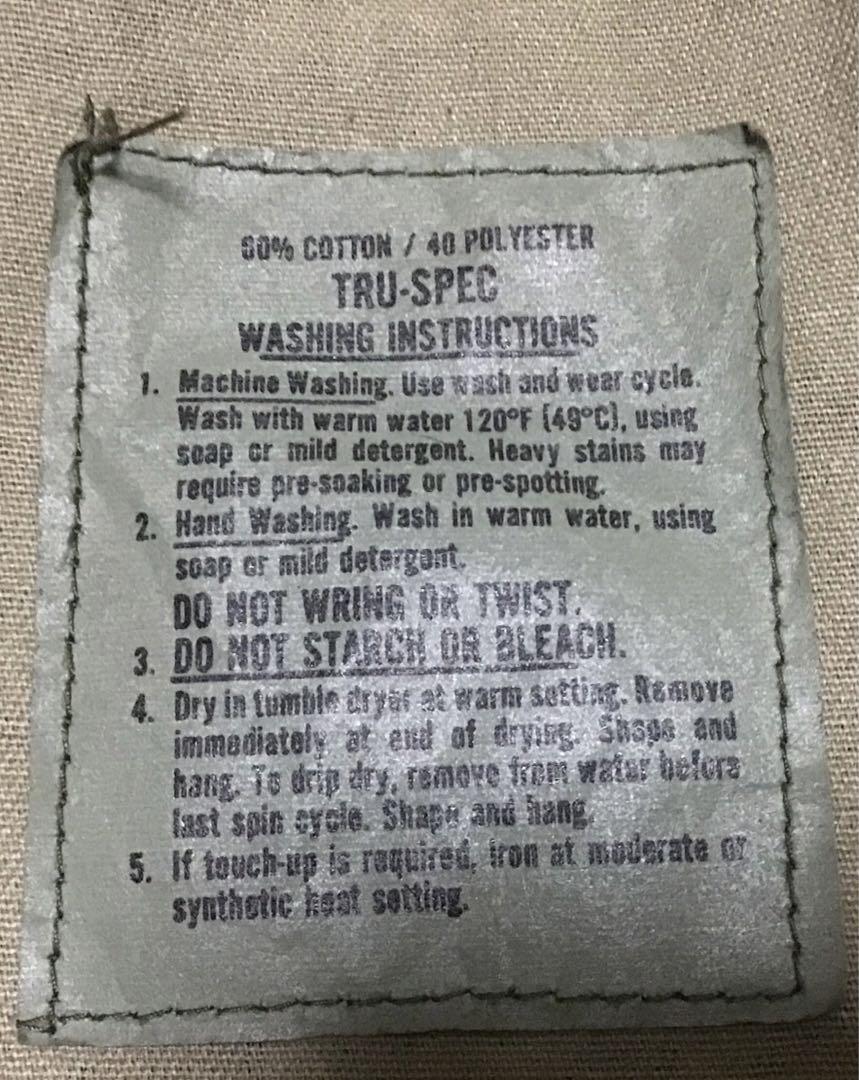 60% COTTON / 40 POLYESTER
TRU-SPEC
WASHING INSTRUCTIONS
1. Machine Washing. Use wash and wear cycle.
Wash with warm water 120°F (49°C), using
soap or mild detergent. Heavy stains may
require pre-soaking or pre-spotting.
2. Hand Washing. Wash in warm water, using
soap or mild detergent.
DO NOT WRING OR TWIST.
3. DO NOT STARCH OR BLEACH.
4. Dry in tumble dryer at warm setting. Remove
immediately at end of drying. Shape and
hang. To drip dry, remove from water before
last spin cycle. Shape and hang.
5. If touch-up is required, iron at moderate or
synthetic heat setting.